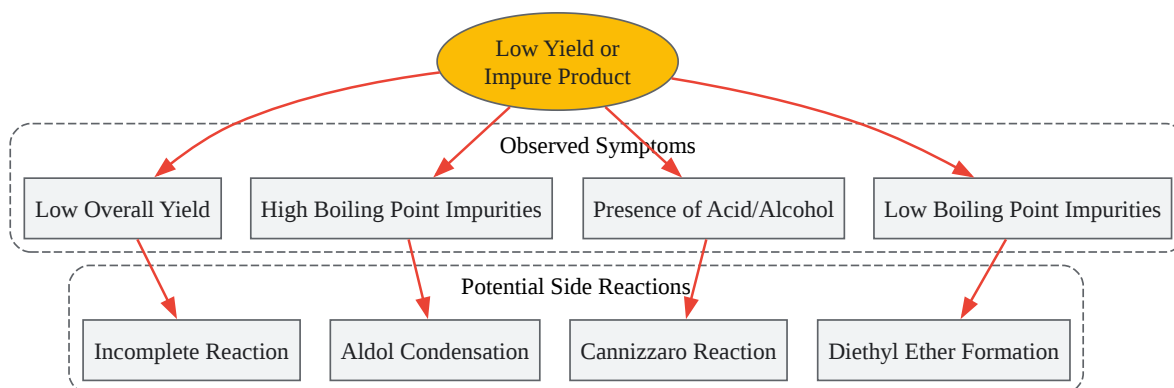 Low Yield or
Impure Product
Observed Symptoms
Low Overall Yield
High Boiling Point Impurities
Presence of Acid/Alcohol
Low Boiling Point Impurities
Potential Side Reactions
Incomplete Reaction
Aldol Condensation
Cannizzaro Reaction
Diethyl Ether Formation